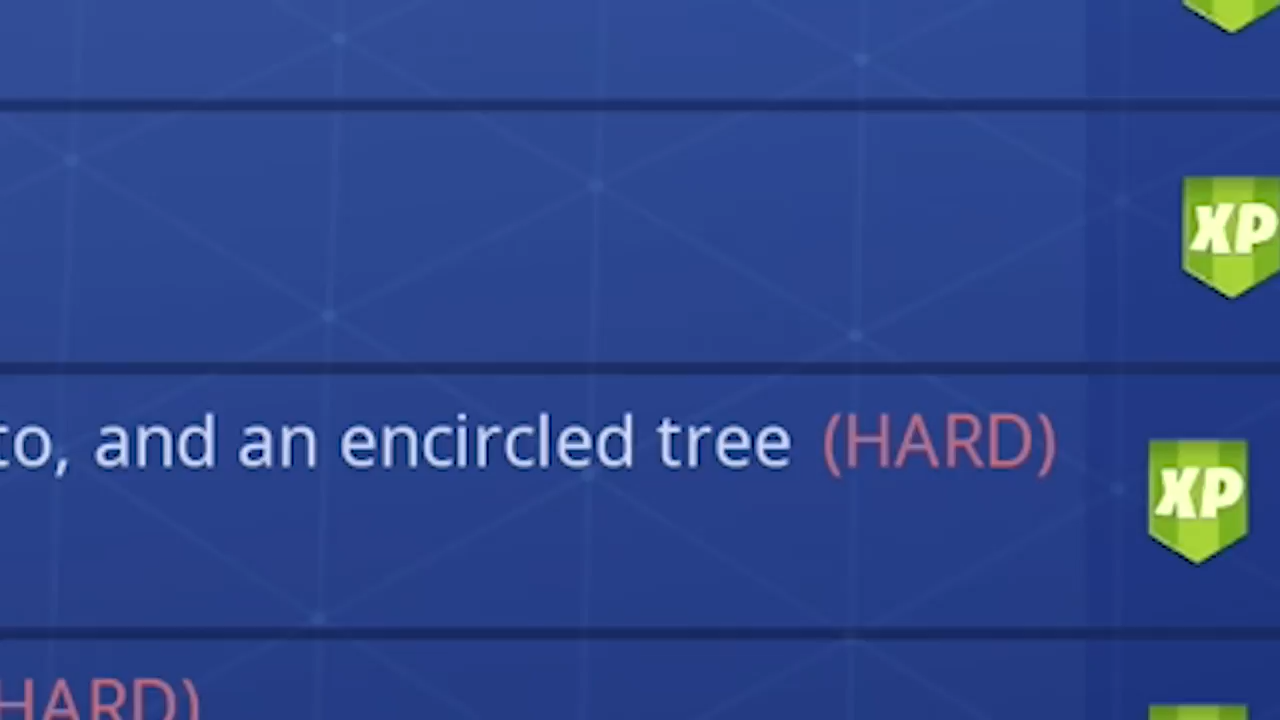 XP
to, and an encircled tree (HARD)
XP
HARD)